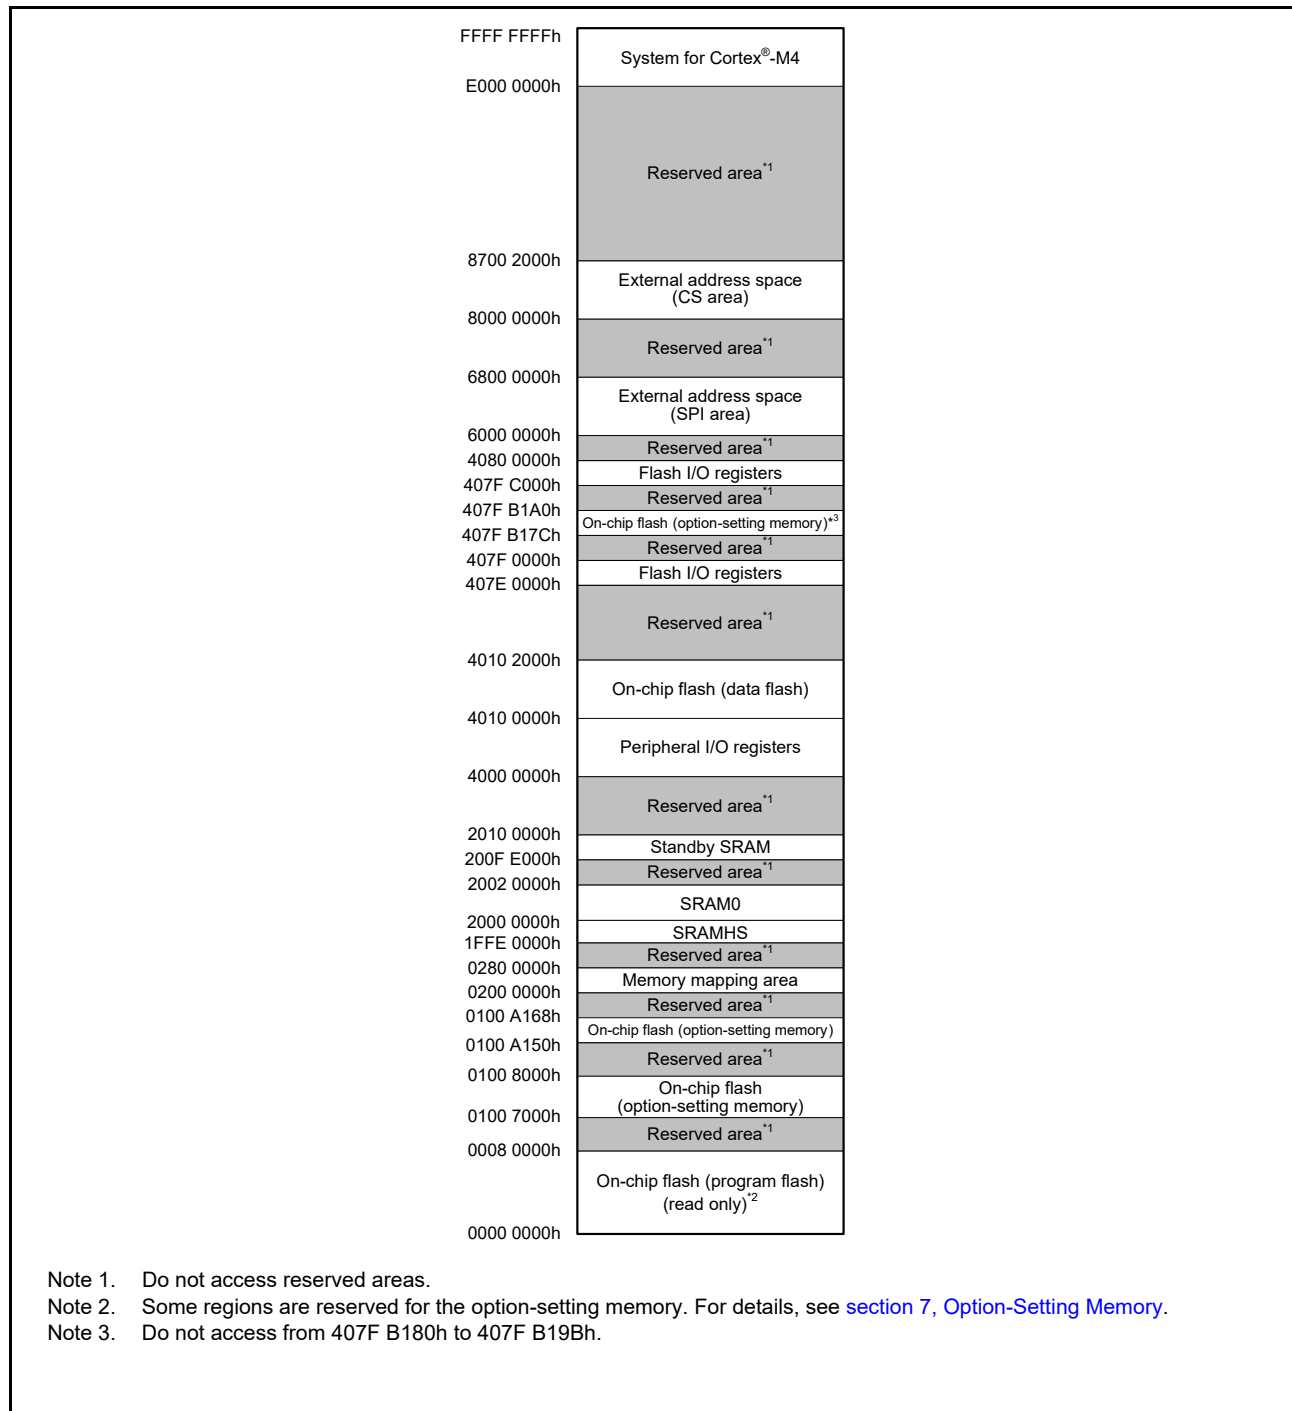 FFFF FFFFh
System for Cortex®-M4
E000 0000h
Reserved area*1
8700 2000h
External address space
(CS area)
8000 0000h
Reserved area*1
6800 0000h
External address space
(SPI area)
6000 0000h
Reserved area*1
4080 0000h
Flash I/O registers
407F C000h
Reserved area*1
407F B1A0h
On-chip flash (option-setting memory)*3
407F B17Ch
Reserved area*1
407F 0000h
Flash I/O registers
407E 0000h
Reserved area*1
4010 2000h
On-chip flash (data flash)
4010 0000h
Peripheral I/O registers
4000 0000h
Reserved area*1
2010 0000h
Standby SRAM
200F E000h
Reserved area*1
2002 0000h
SRAM0
2000 0000h
SRAMHS
1FFE 0000h
Reserved area*1
0280 0000h
Memory mapping area
0200 0000h
Reserved area*1
0100 A168h
On-chip flash (option-setting memory)
0100 A150h
Reserved area*1
0100 8000h
On-chip flash
(option-setting memory)
0100 7000h
Reserved area*1
0008 0000h
On-chip flash (program flash)
(read only)*2
0000 0000h
Note 1. Do not access reserved areas.
Note 2. Some regions are reserved for the option-setting memory. For details, see section 7, Option-Setting Memory.
Note 3. Do not access from 407F B180h to 407F B19Bh.